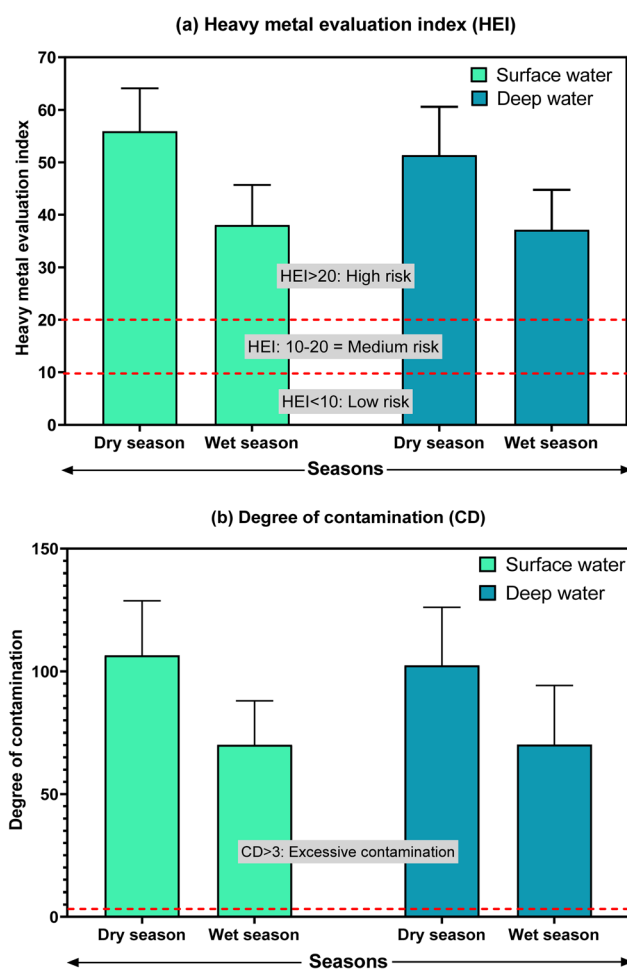 (a) Heavy metal evaluation index (HEI)
Heavy metal evaluation index
70
60
50
40
30
20
10
0
Surface water
Deep water
HEI>20: High risk
HEI: 10-20 = Medium risk
HEI<10: Low risk
Dry season Wet season Dry season Wet season
Seasons
(b) Degree of contamination (CD)
Degree of contamination
150
100
50
0
Surface water
Deep water
CD>3: Excessive contamination
Dry season Wet season Dry season Wet season
Seasons